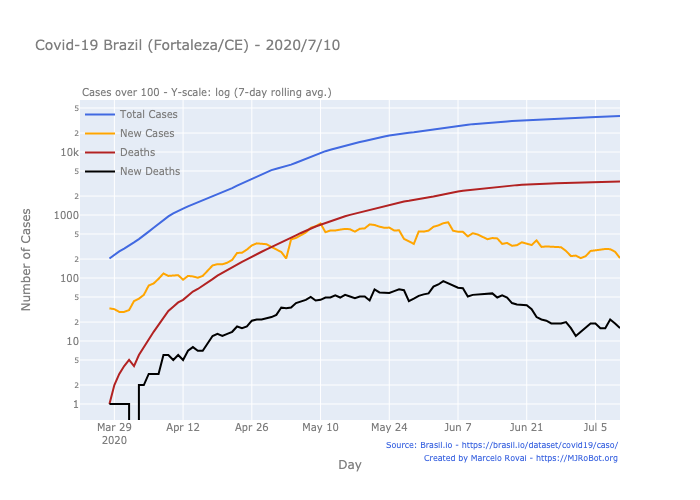 Covid-19 Brazil (Fortaleza/CE) - 2020/7/10
Cases over 100 - Y-scale: log (7-day rolling avg.)
Total Cases
New Cases
Deaths
New Deaths
5
2
10k
5
2
1000
5
2
100
5
2
10
5
2
1
Number of Cases
Mar 29 Apr 12 Apr 26 May 10 May 24 Jun 7 Jun 21 Jul 5
2020
Day
Source: Brasil.io - https://brasil.io/dataset/covid19/caso/
Created by Marcelo Rovai - https://MJRoBot.org